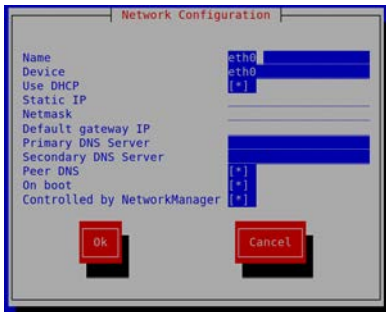 Network Configuration
Name eth0
Device eth0
Use DHCP [*]
Static IP
Netmask
Default gateway IP
Primary DNS Server
Secondary DNS Server
Peer DNS [*]
On boot [*]
Controlled by NetworkManager [*]
Ok Cancel